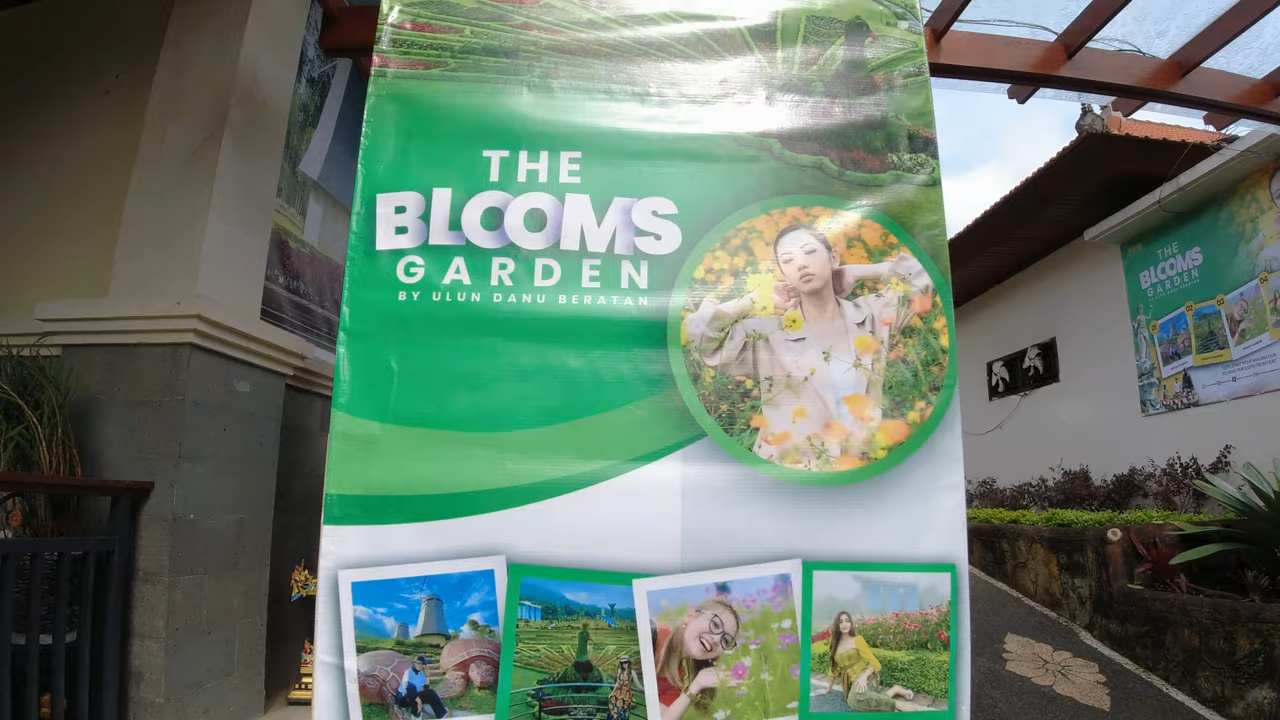 THE
BLOOMS
GARDEN
BY ULUN DANU BERATAN
THE
BLOOMS
GARDEN